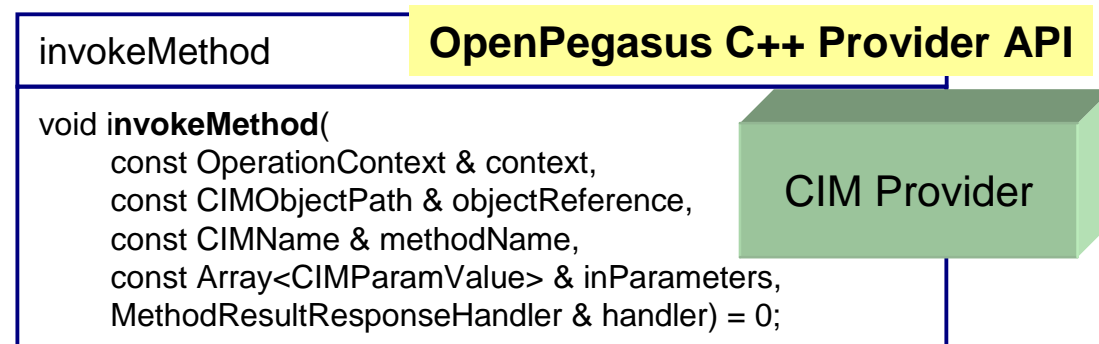 invokeMethod
OpenPegasus C++ Provider API
void invokeMethod(
const OperationContext & context,
const CIMObjectPath & objectReference,
const CIMName & methodName,
const Array<CIMParamValue> & inParameters,
MethodResultResponseHandler & handler) = 0;
CIM Provider